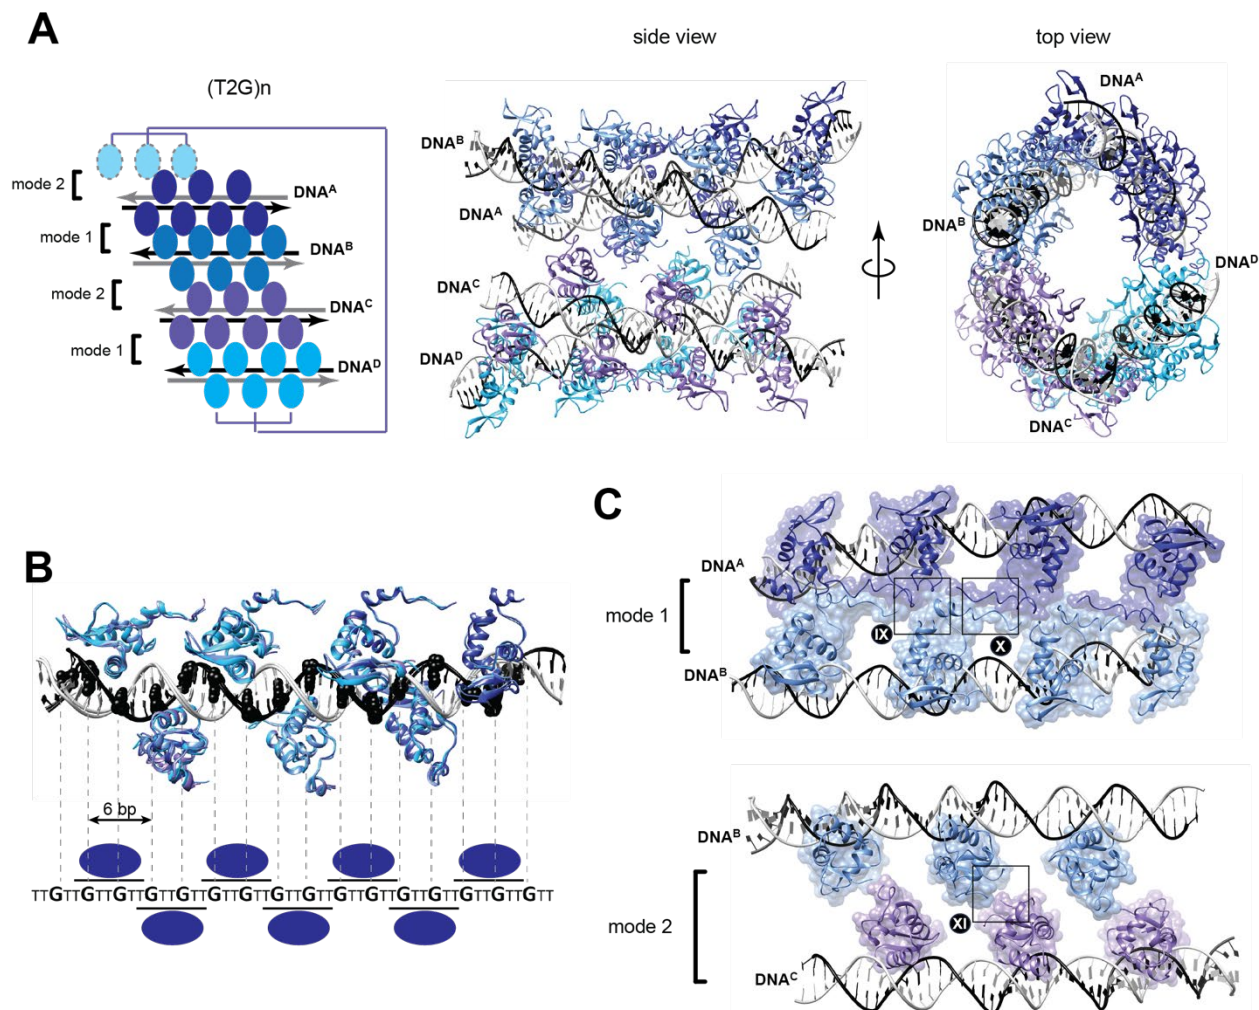 A
side view
top view
(T2G)n
mode 2
DNAA
mode 1
DNAB
mode 2
DNAC
mode 1
DNAD
DNAB
DNAA
DNAC
DNAD
DNAA
DNAB
DNAD
DNAC
B
6 bp
TTGTTGTTGTTGTTGTTGTTGTTGTTGTTGTTGTTGTTGTTGTTGTT
C
DNAA
mode 1
IX
X
DNAB
DNAB
mode 2
XI
DNAC